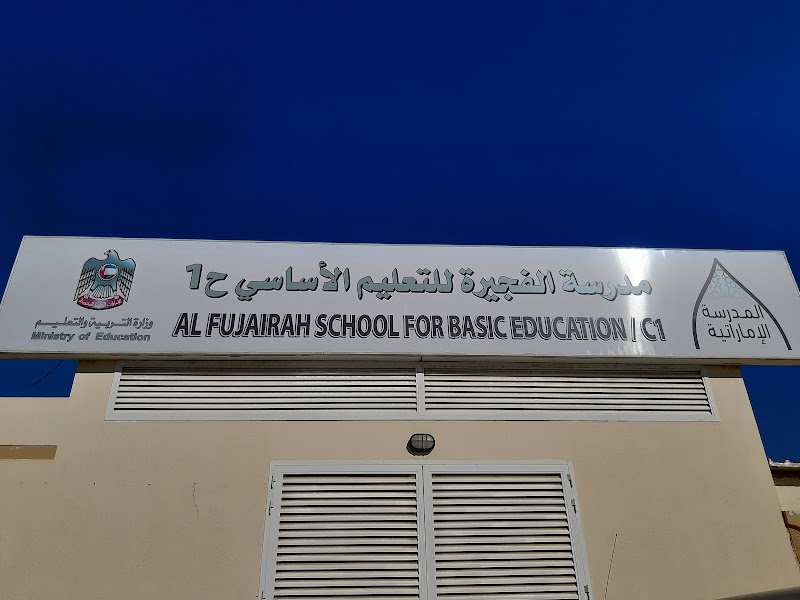 مدرسة الفجيرة للتعليم الأساسي ح1
AL FUJAIRAH SCHOOL FOR BASIC EDUCATION / C1
وزارة التربية والتعليم
Ministry of Education
المدرسة
الإماراتية